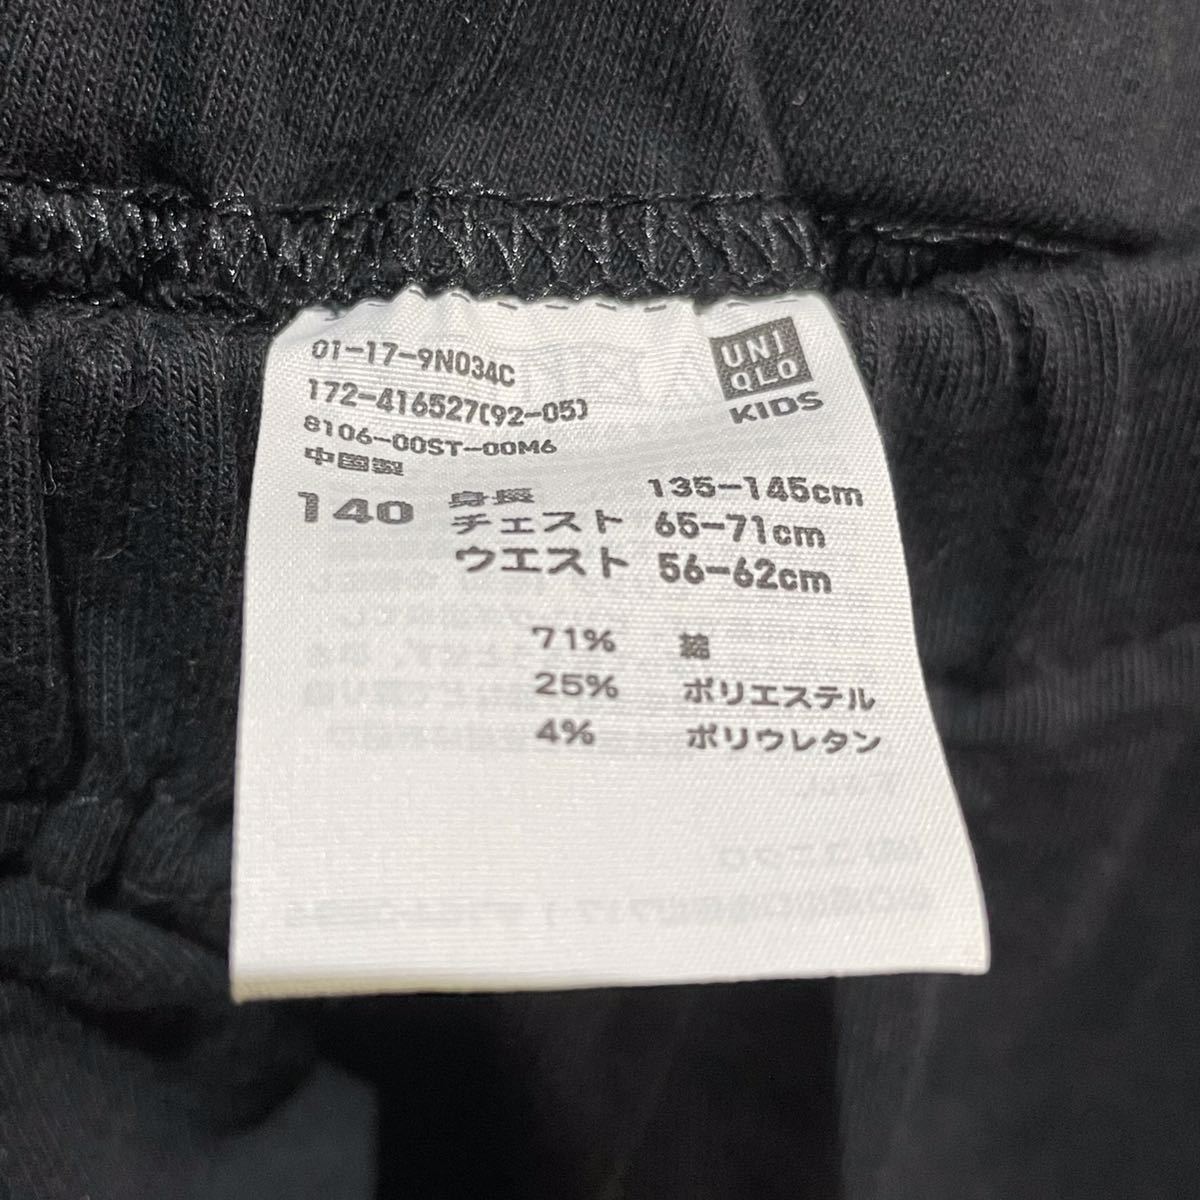 01-17-9N034C
172-416527(92-05)
8106-00ST-00M6
中国製
UNI
QLO
KIDS
140 身長 135-145cm
チェスト 65-71cm
ウエスト 56-62cm
71% 綿
25% ポリエステル
4% ポリウレタン